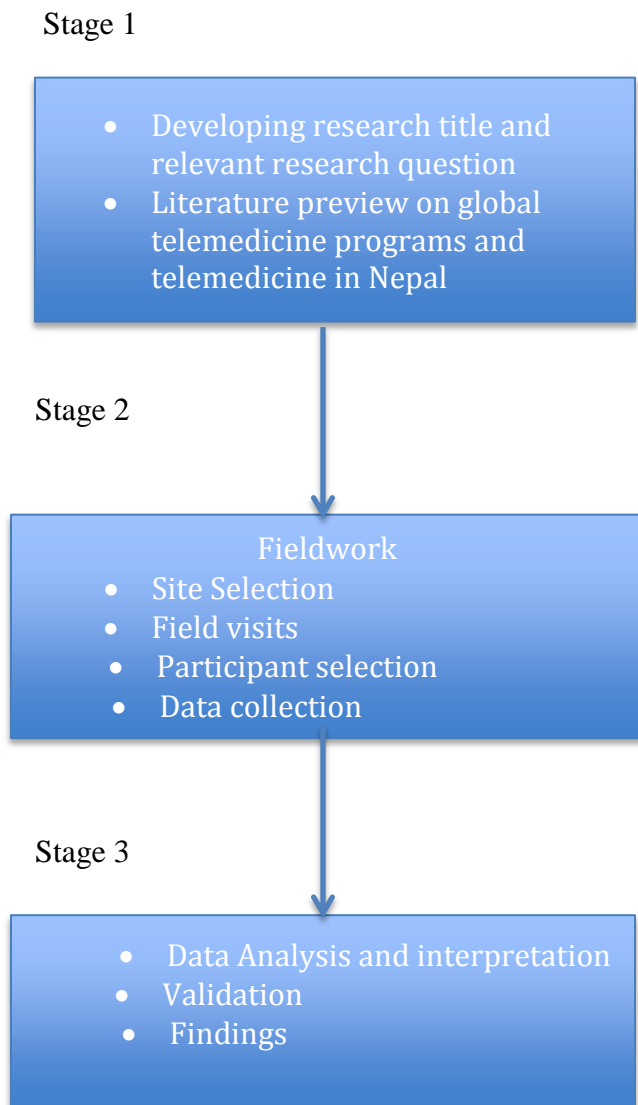 Stage 1
• Developing research title and
relevant research question
• Literature preview on global
telemedicine programs and
telemedicine in Nepal
Stage 2
Fieldwork
• Site Selection
• Field visits
• Participant selection
• Data collection
Stage 3
• Data Analysis and interpretation
• Validation
• Findings